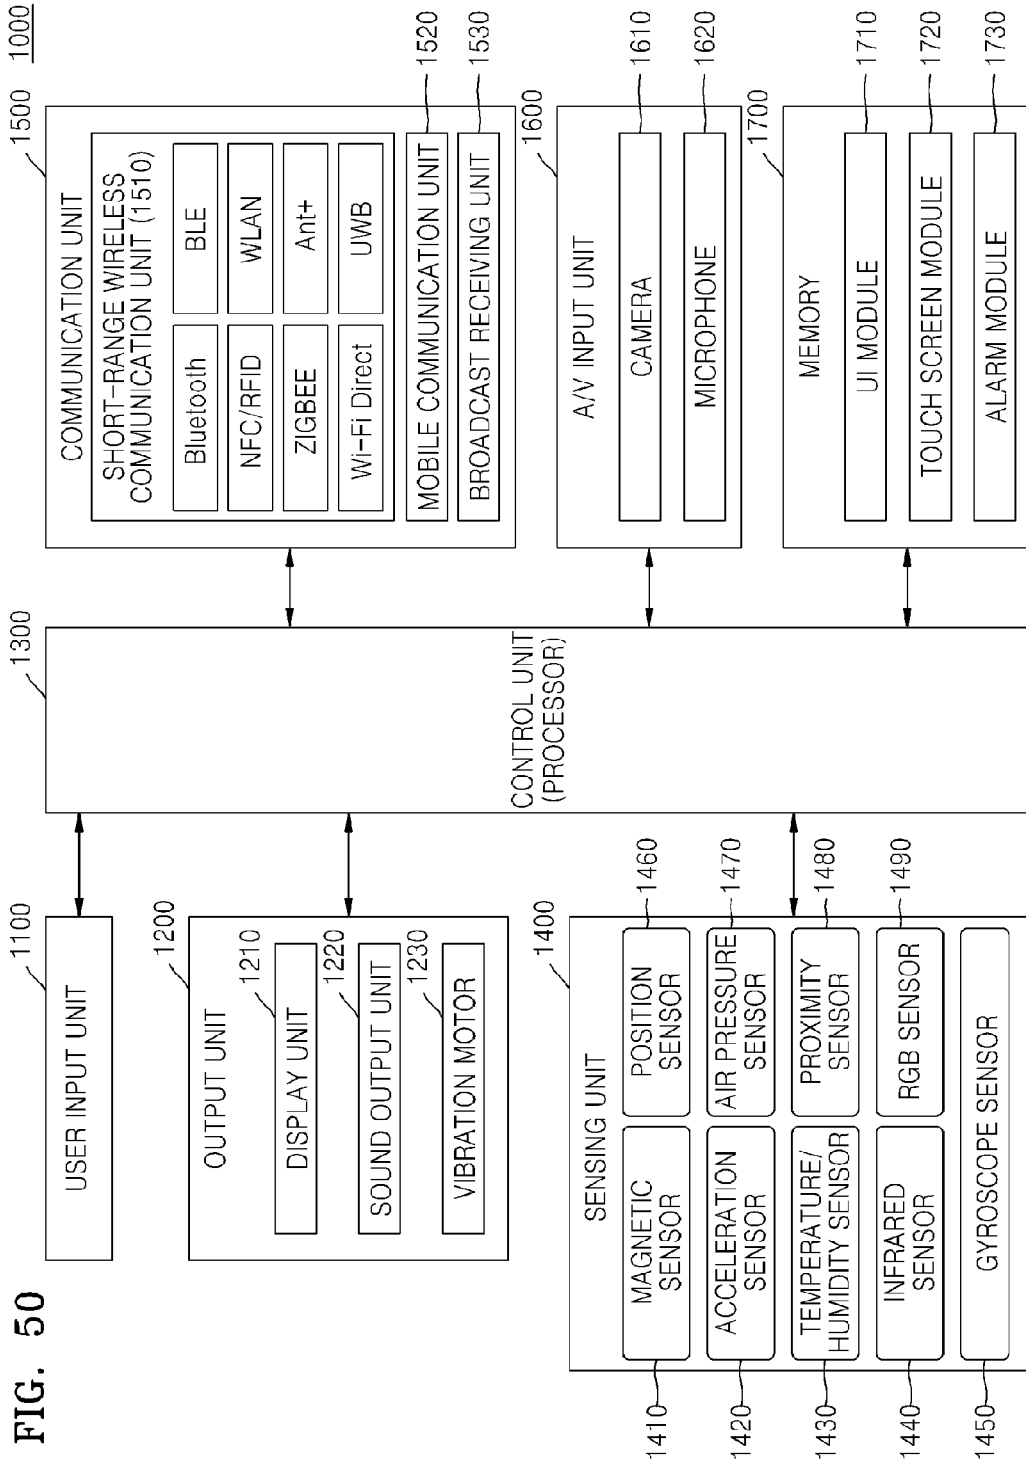 FIG. 50
1000
1100
USER INPUT UNIT
1200
OUTPUT UNIT
1210
DISPLAY UNIT
1220
SOUND OUTPUT UNIT
1230
VIBRATION MOTOR
1300
CONTROL UNIT
(PROCESSOR)
1400
SENSING UNIT
1410
MAGNETIC
SENSOR
POSITION
SENSOR
1460
1420
ACCELERATION
SENSOR
AIR PRESSURE
SENSOR
1470
1430
TEMPERATURE/
HUMIDITY SENSOR
PROXIMITY
SENSOR
1480
1440
INFRARED
SENSOR
RGB SENSOR
1490
1450
GYROSCOPE SENSOR
1500
COMMUNICATION UNIT
SHORT-RANGE WIRELESS
COMMUNICATION UNIT (1510)
Bluetooth
BLE
NFC/RFID
WLAN
ZIGBEE
Ant+
Wi-Fi Direct
UWB
MOBILE COMMUNICATION UNIT
1520
BROADCAST RECEIVING UNIT
1530
1600
A/V INPUT UNIT
CAMERA
1610
MICROPHONE
1620
1700
MEMORY
UI MODULE
1710
TOUCH SCREEN MODULE
1720
ALARM MODULE
1730